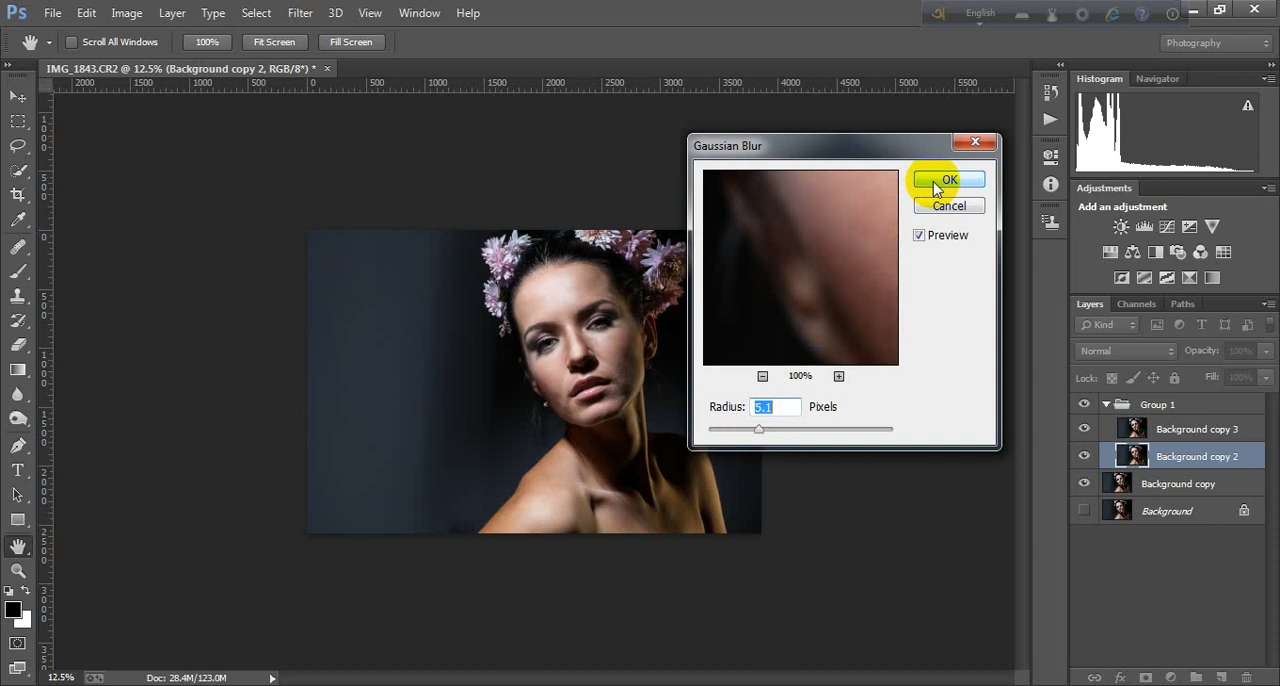 Ps File Edit Image Layer Type Select Filter 3D View Window Help
English
Scroll All Windows 100% Fit Screen Fill Screen
Photography
IMG_1843.CR2 @ 12.5% (Background copy 2, RGB/8*) * ×
2000 1500 1000 500 0 500 1000 1500 2000 2500 3000 3500 4000 4500 5000 5500
Histogram Navigator
Gaussian Blur
OK
Cancel
Preview
100%
Radius: 5.1 Pixels
Adjustments
Add an adjustment
Layers Channels Paths
Kind
Normal Opacity: 100%
Lock: Fill: 100%
Group 1
Background copy 3
Background copy 2
Background copy
Background
12.5% Doc: 28.4M/123.0M